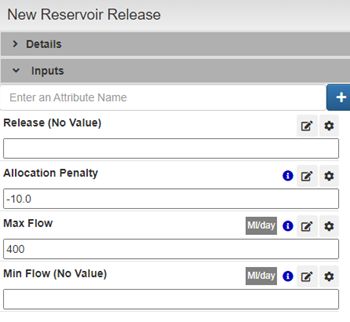 New Reservoir Release
Details
Inputs
Enter an Attribute Name
+
Release (No Value)
Allocation Penalty
-10.0
Max Flow Ml/day
400
Min Flow (No Value) Ml/day